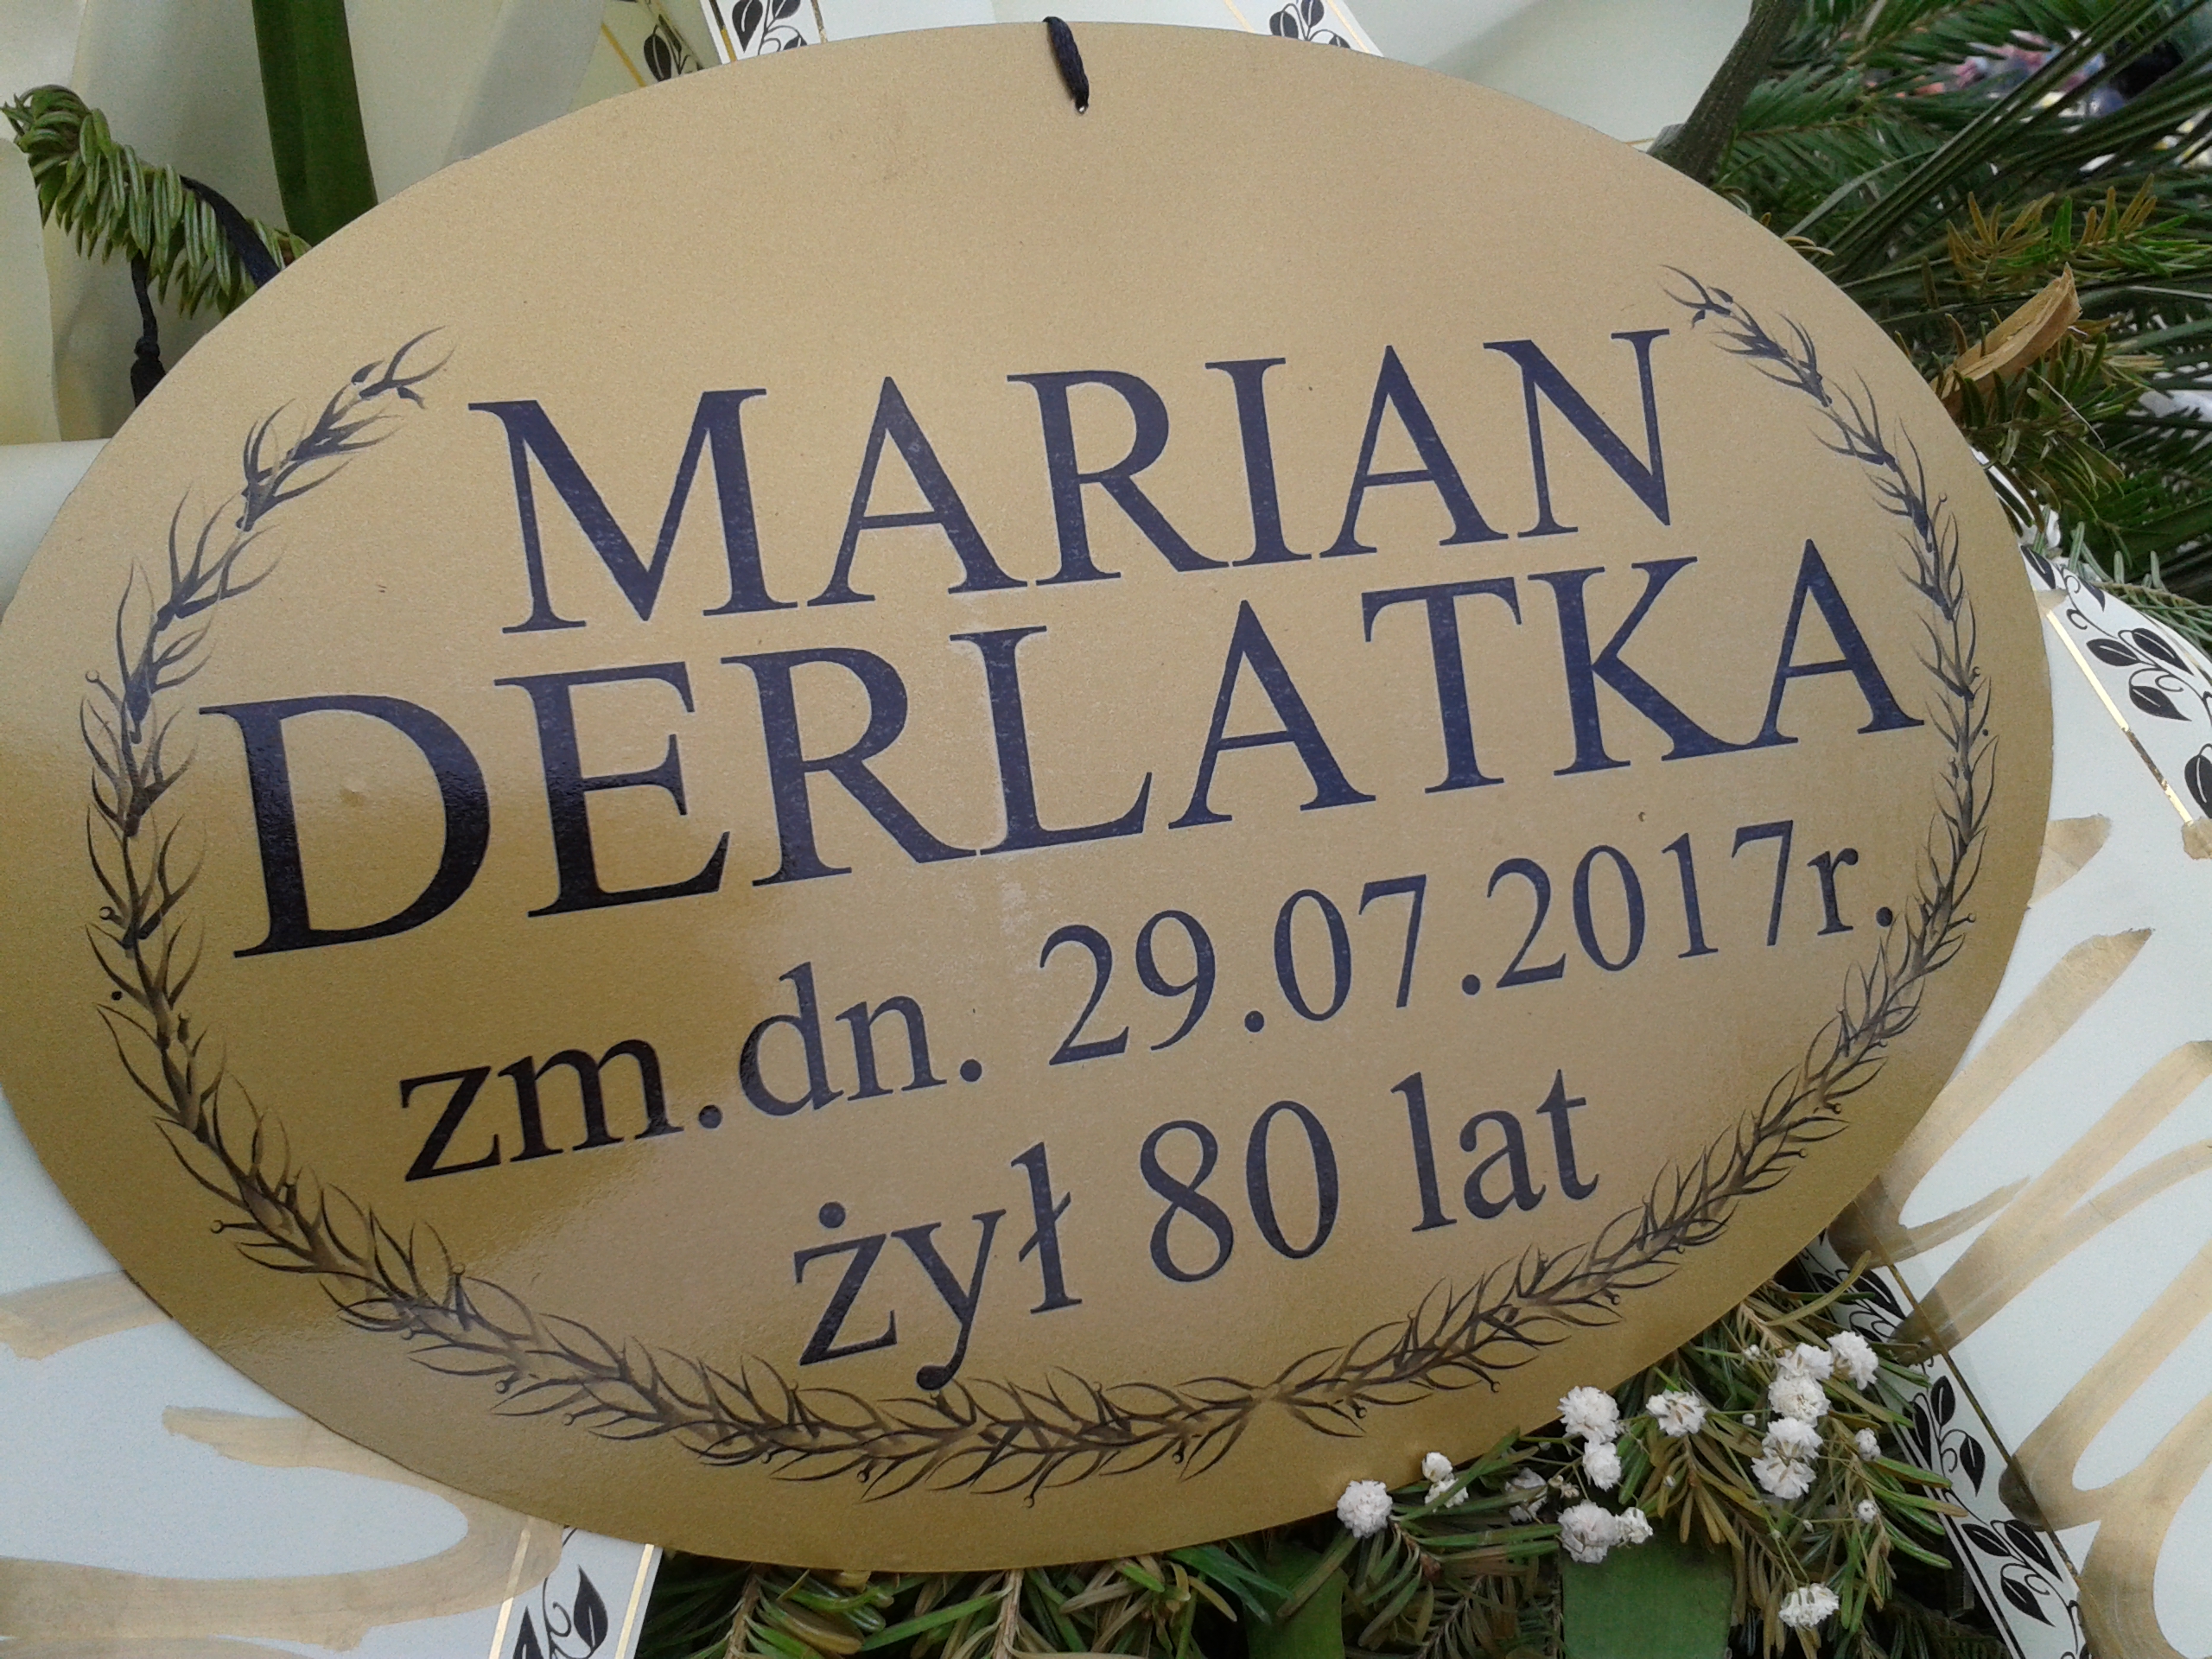 MARIAN
DERLATKA
zm.dn. 29.07.2017r.
żył 80 lat